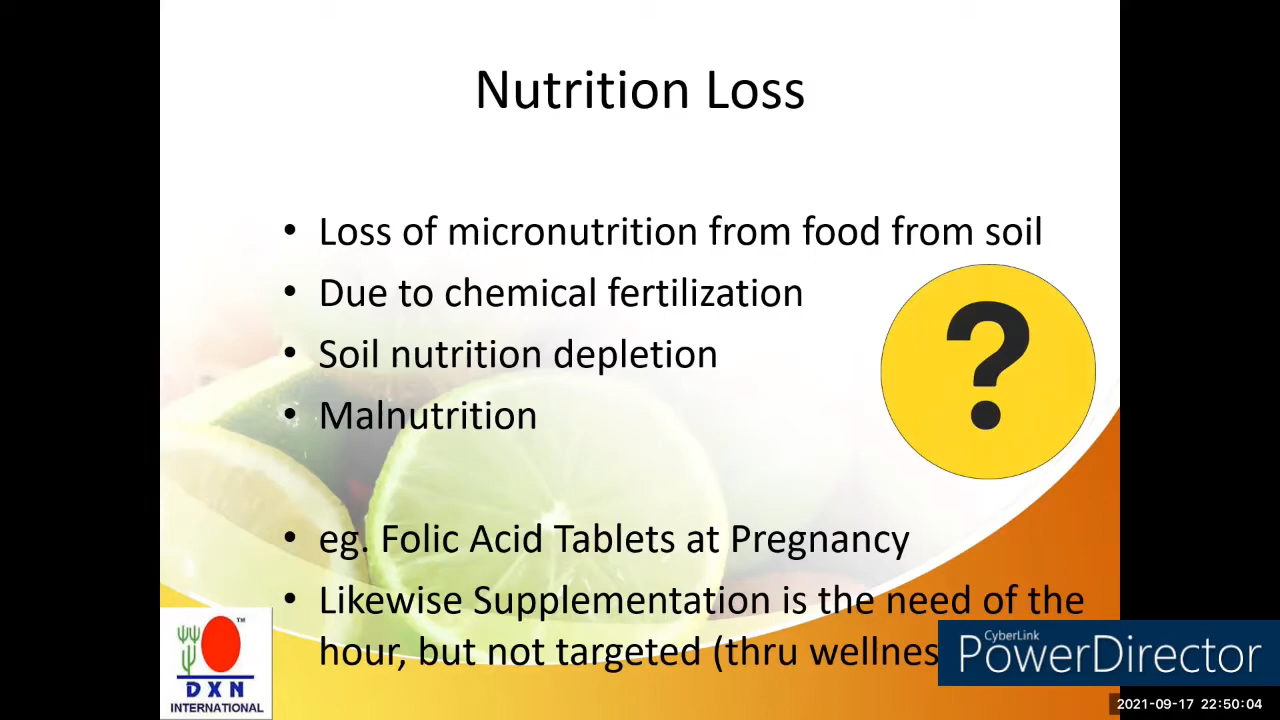 Nutrition Loss
• Loss of micronutrition from food from soil
• Due to chemical fertilization
• Soil nutrition depletion
• Malnutrition
?
• eg. Folic Acid Tablets at Pregnancy
• Likewise Supplementation is the need of the
hour, but not targeted (thru wellnes
CyberLink
PowerDirector
TM
DXN
INTERNATIONAL
2021-09-17 22:50:04